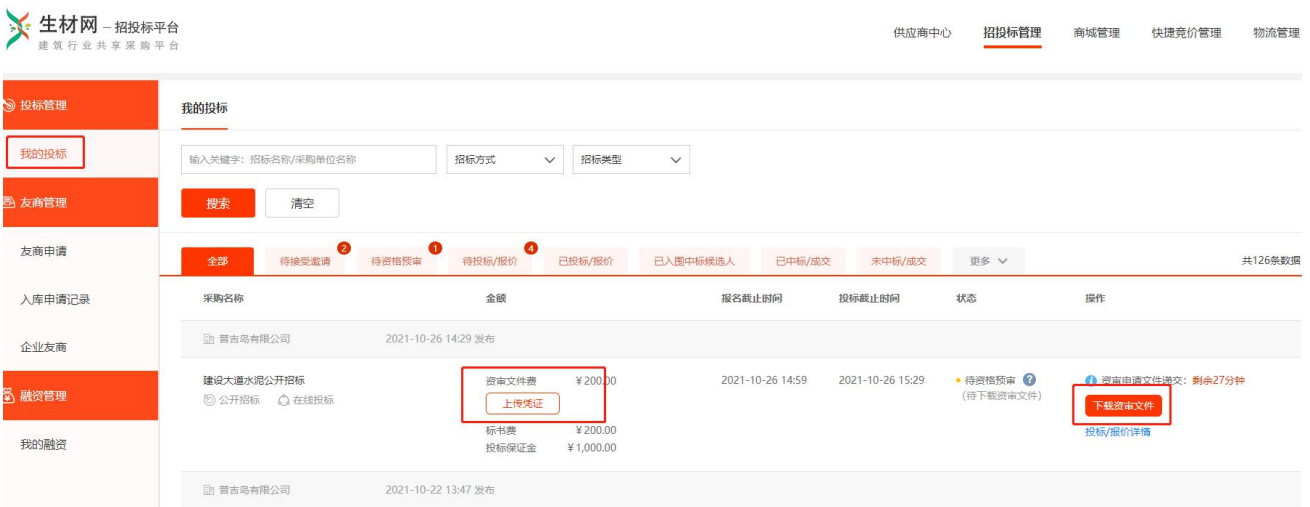 生材网 – 招投标平台
建筑行业共享采购平台
供应商中心 招投标管理 商城管理 快捷竞价管理 物流管理
投标管理
我的投标
友商管理
友商申请
入库申请记录
企业友商
融资管理
我的融资
我的投标
输入关键字：招标名称/采购单位名称 招标方式 招标类型
搜索 清空
全部 待接受邀请 2 待资格预审 1 待投标/报价 4 已投标/报价 已入围中标候选人 已中标/成交 未中标/成交 更多 共126条数据
采购名称 金额 报名截止时间 投标截止时间 状态 操作
普吉岛有限公司 2021-10-26 14:29 发布
建设大道水泥公开招标 资审文件费 ¥200.00 2021-10-26 14:59 2021-10-26 15:29 待资格预审 ? 资审申请文件递交：剩余27分钟
公开招标 在线投标 上传凭证 (待下载资审文件) 下载资审文件
标书费 ¥200.00 投标/报价详情
投标保证金 ¥1,000.00
普吉岛有限公司 2021-10-22 13:47 发布